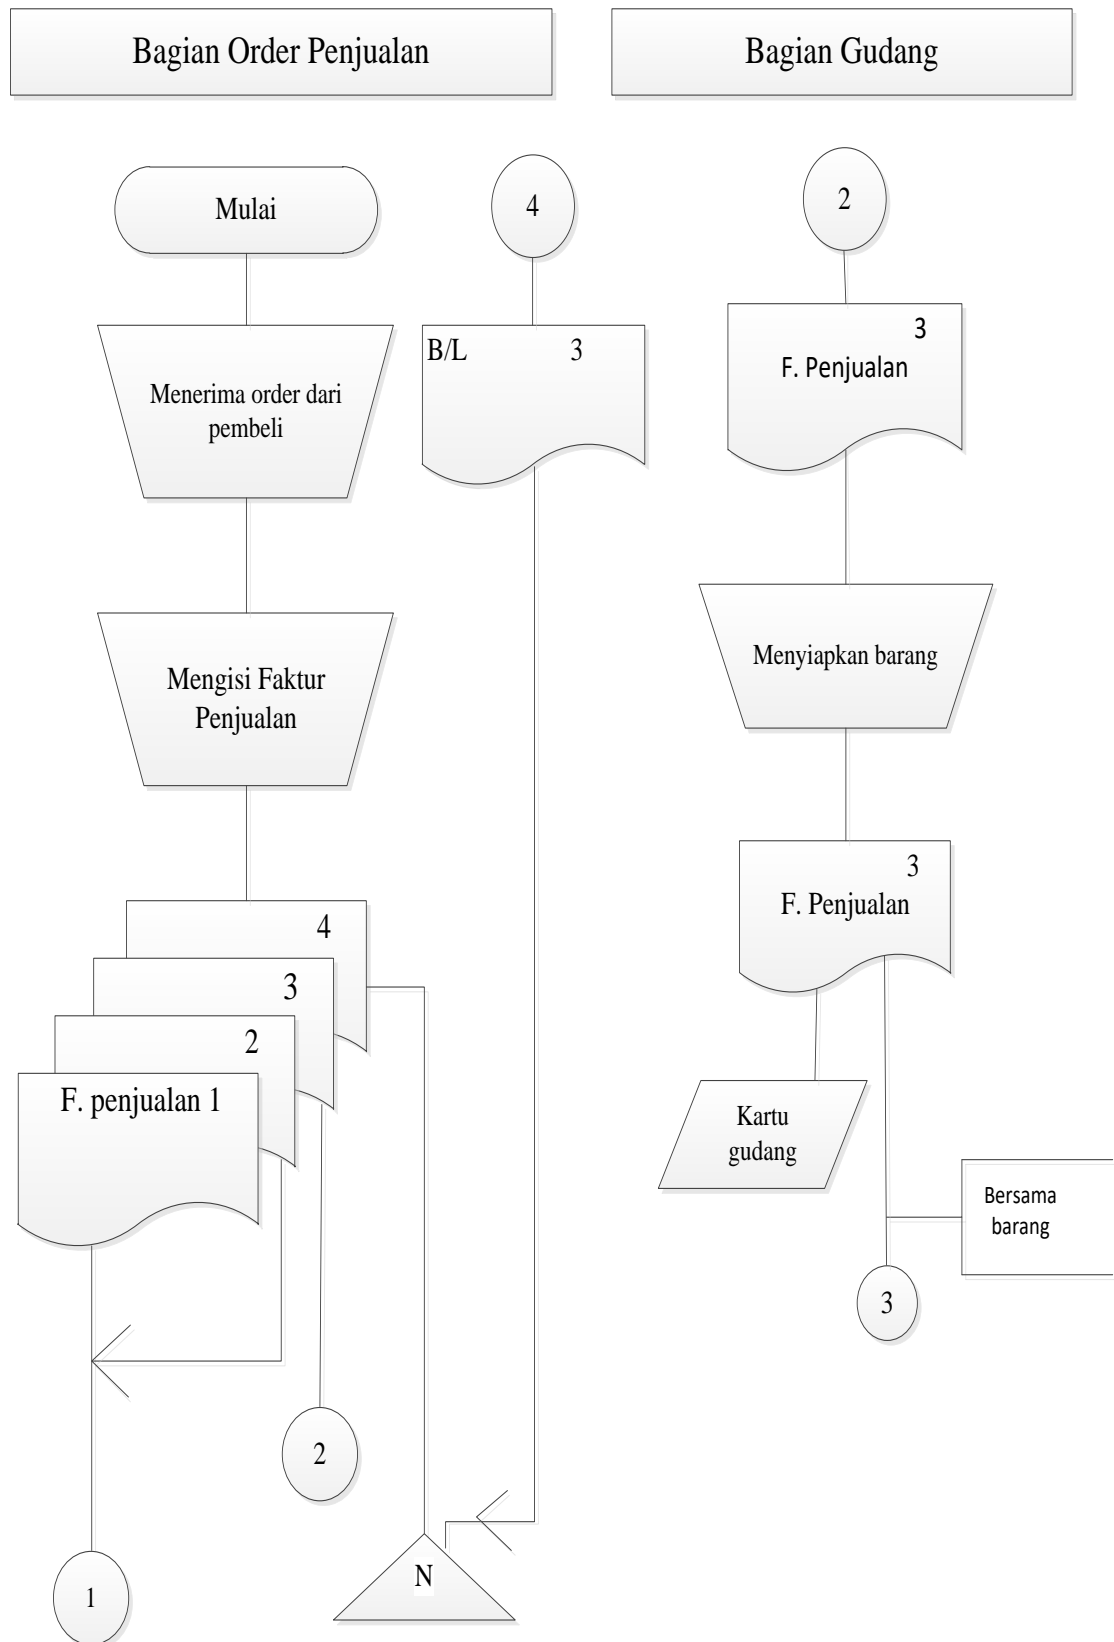 Bagian Order Penjualan
Bagian Gudang
Mulai
4
2
Menerima order dari
pembeli
B/L 3
3
F. Penjualan
Mengisi Faktur
Penjualan
Menyiapkan barang
4
3
2
F. penjualan 1
3
F. Penjualan
Kartu
gudang
Bersama
barang
3
2
N
1